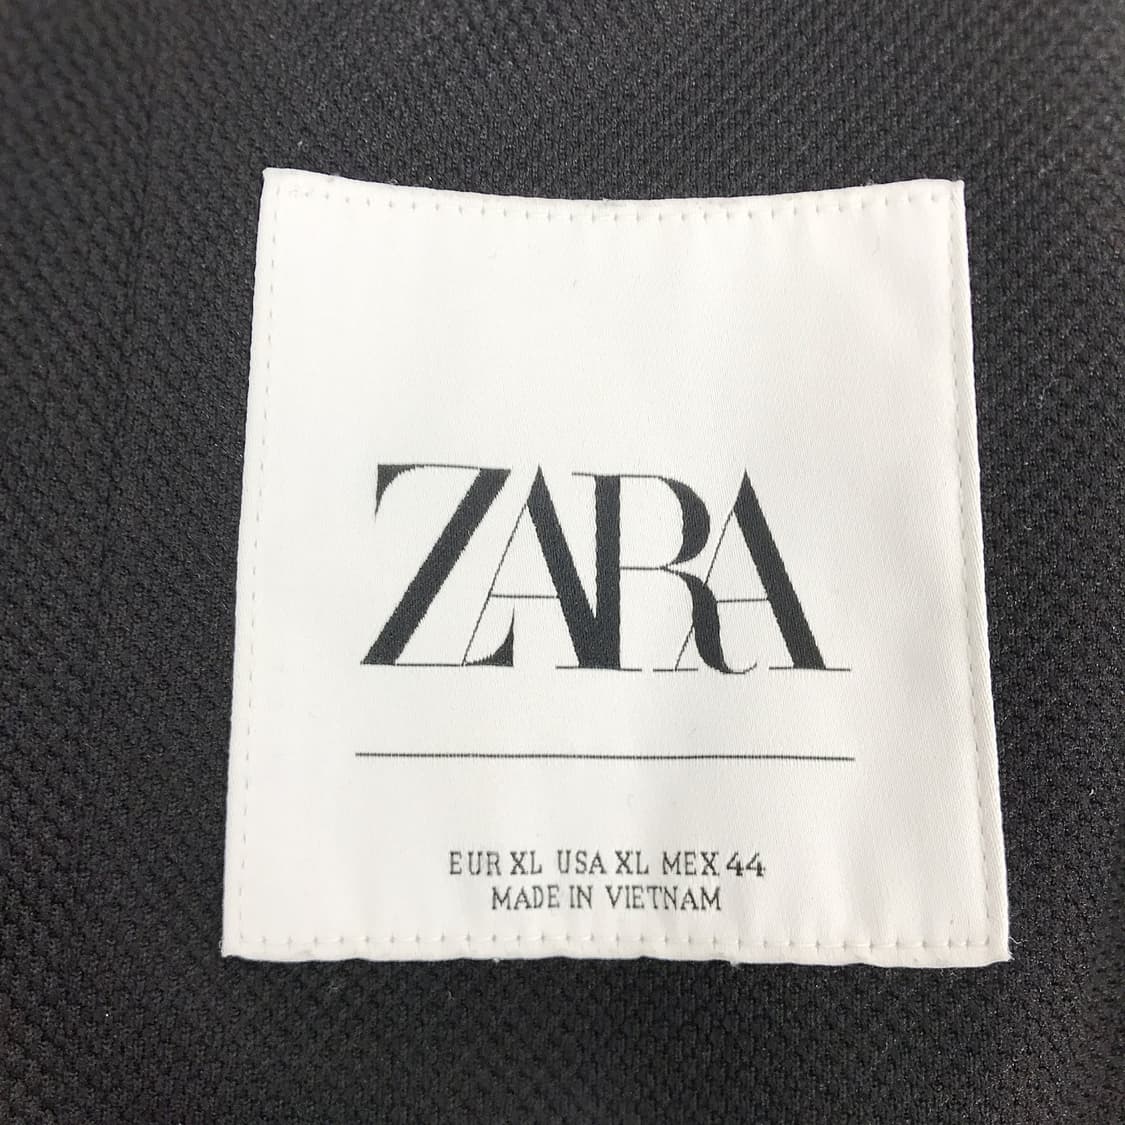 ZARA
EUR XL USA XL MEX 44
MADE IN VIETNAM